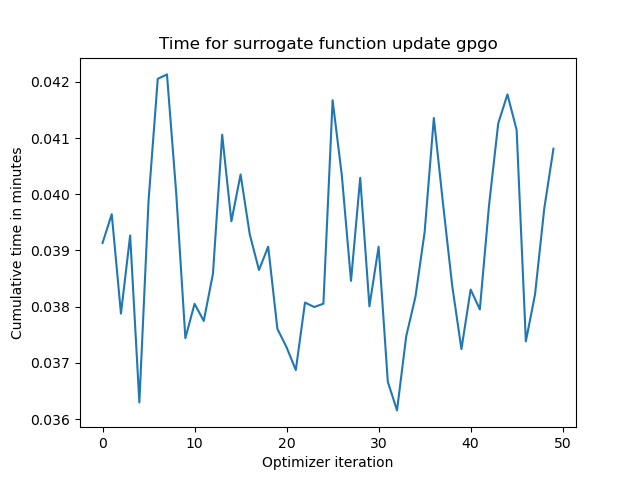 Time for surrogate function update gpgo
Cumulative time in minutes
0.042
0.041
0.040
0.039
0.038
0.037
0.036
0 10 20 30 40 50
Optimizer iteration